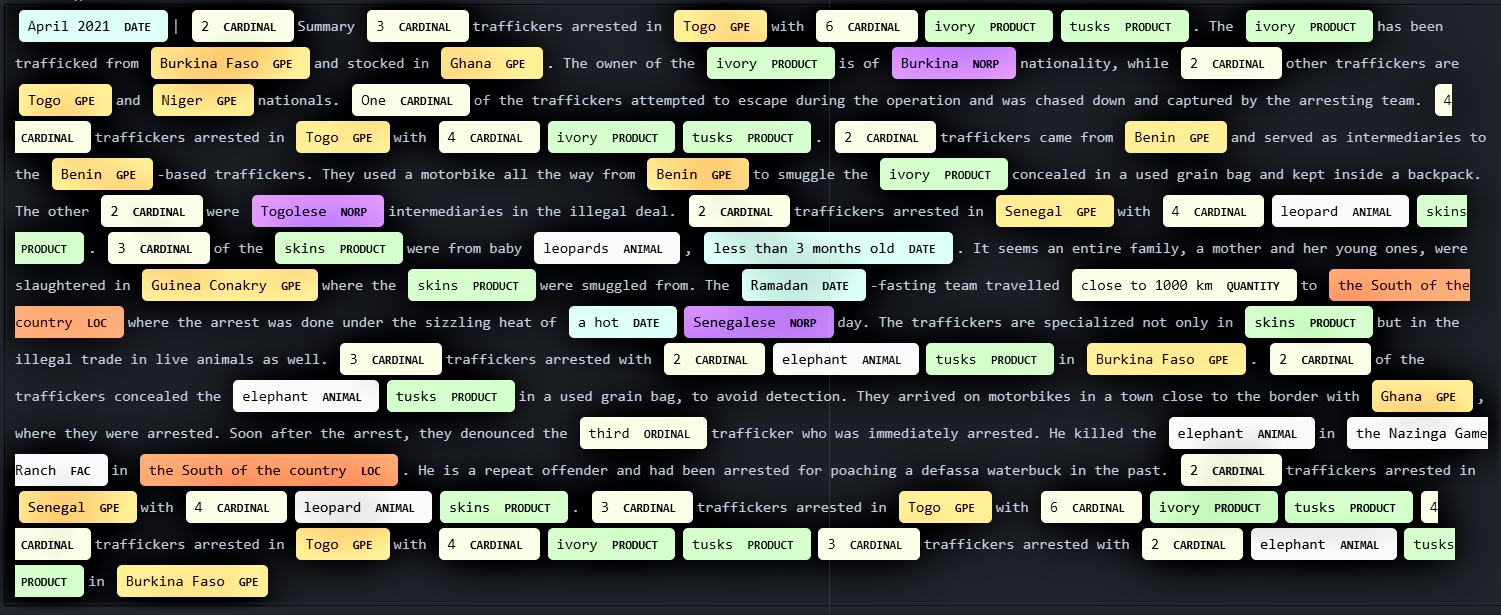 April 2021 DATE | 2 CARDINAL Summary 3 CARDINAL traffickers arrested in Togo GPE with 6 CARDINAL ivory PRODUCT tusks PRODUCT . The ivory PRODUCT has been
trafficked from Burkina Faso GPE and stocked in Ghana GPE . The owner of the ivory PRODUCT is of Burkina NORP nationality, while 2 CARDINAL other traffickers are
Togo GPE and Niger GPE nationals. One CARDINAL of the traffickers attempted to escape during the operation and was chased down and captured by the arresting team. 4
CARDINAL traffickers arrested in Togo GPE with 4 CARDINAL ivory PRODUCT tusks PRODUCT . 2 CARDINAL traffickers came from Benin GPE and served as intermediaries to
the Benin GPE -based traffickers. They used a motorbike all the way from Benin GPE to smuggle the ivory PRODUCT concealed in a used grain bag and kept inside a backpack.
The other 2 CARDINAL were Togolese NORP intermediaries in the illegal deal. 2 CARDINAL traffickers arrested in Senegal GPE with 4 CARDINAL leopard ANIMAL skins
PRODUCT . 3 CARDINAL of the skins PRODUCT were from baby leopards ANIMAL , less than 3 months old DATE . It seems an entire family, a mother and her young ones, were
slaughtered in Guinea Conakry GPE where the skins PRODUCT were smuggled from. The Ramadan DATE -fasting team travelled close to 1000 km QUANTITY to the South of the
country LOC where the arrest was done under the sizzling heat of a hot DATE Senegalese NORP day. The traffickers are specialized not only in skins PRODUCT but in the
illegal trade in live animals as well. 3 CARDINAL traffickers arrested with 2 CARDINAL elephant ANIMAL tusks PRODUCT in Burkina Faso GPE . 2 CARDINAL of the
traffickers concealed the elephant ANIMAL tusks PRODUCT in a used grain bag, to avoid detection. They arrived on motorbikes in a town close to the border with Ghana GPE ,
where they were arrested. Soon after the arrest, they denounced the third ORDINAL trafficker who was immediately arrested. He killed the elephant ANIMAL in the Nazinga Game
Ranch FAC in the South of the country LOC . He is a repeat offender and had been arrested for poaching a defassa waterbuck in the past. 2 CARDINAL traffickers arrested in
Senegal GPE with 4 CARDINAL leopard ANIMAL skins PRODUCT . 3 CARDINAL traffickers arrested in Togo GPE with 6 CARDINAL ivory PRODUCT tusks PRODUCT 4
CARDINAL traffickers arrested in Togo GPE with 4 CARDINAL ivory PRODUCT tusks PRODUCT 3 CARDINAL traffickers arrested with 2 CARDINAL elephant ANIMAL tusks
PRODUCT in Burkina Faso GPE